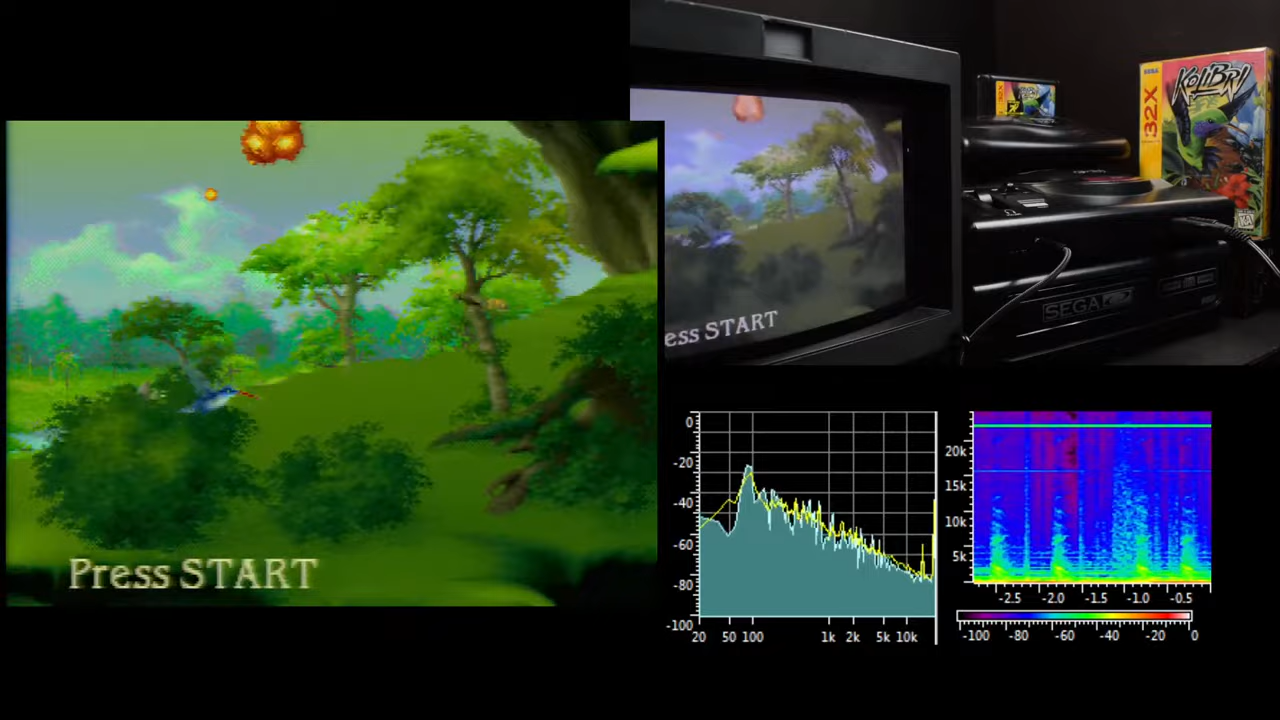 Press START
ess START
SEGA
32X
KOLIBRI
SEGA
0
-20
-40
-60
-80
-100
20 50 100 1k 2k 5k 10k
20k
15k
10k
5k
-2.5 -2.0 -1.5 -1.0 -0.5
-100 -80 -60 -40 -20 0